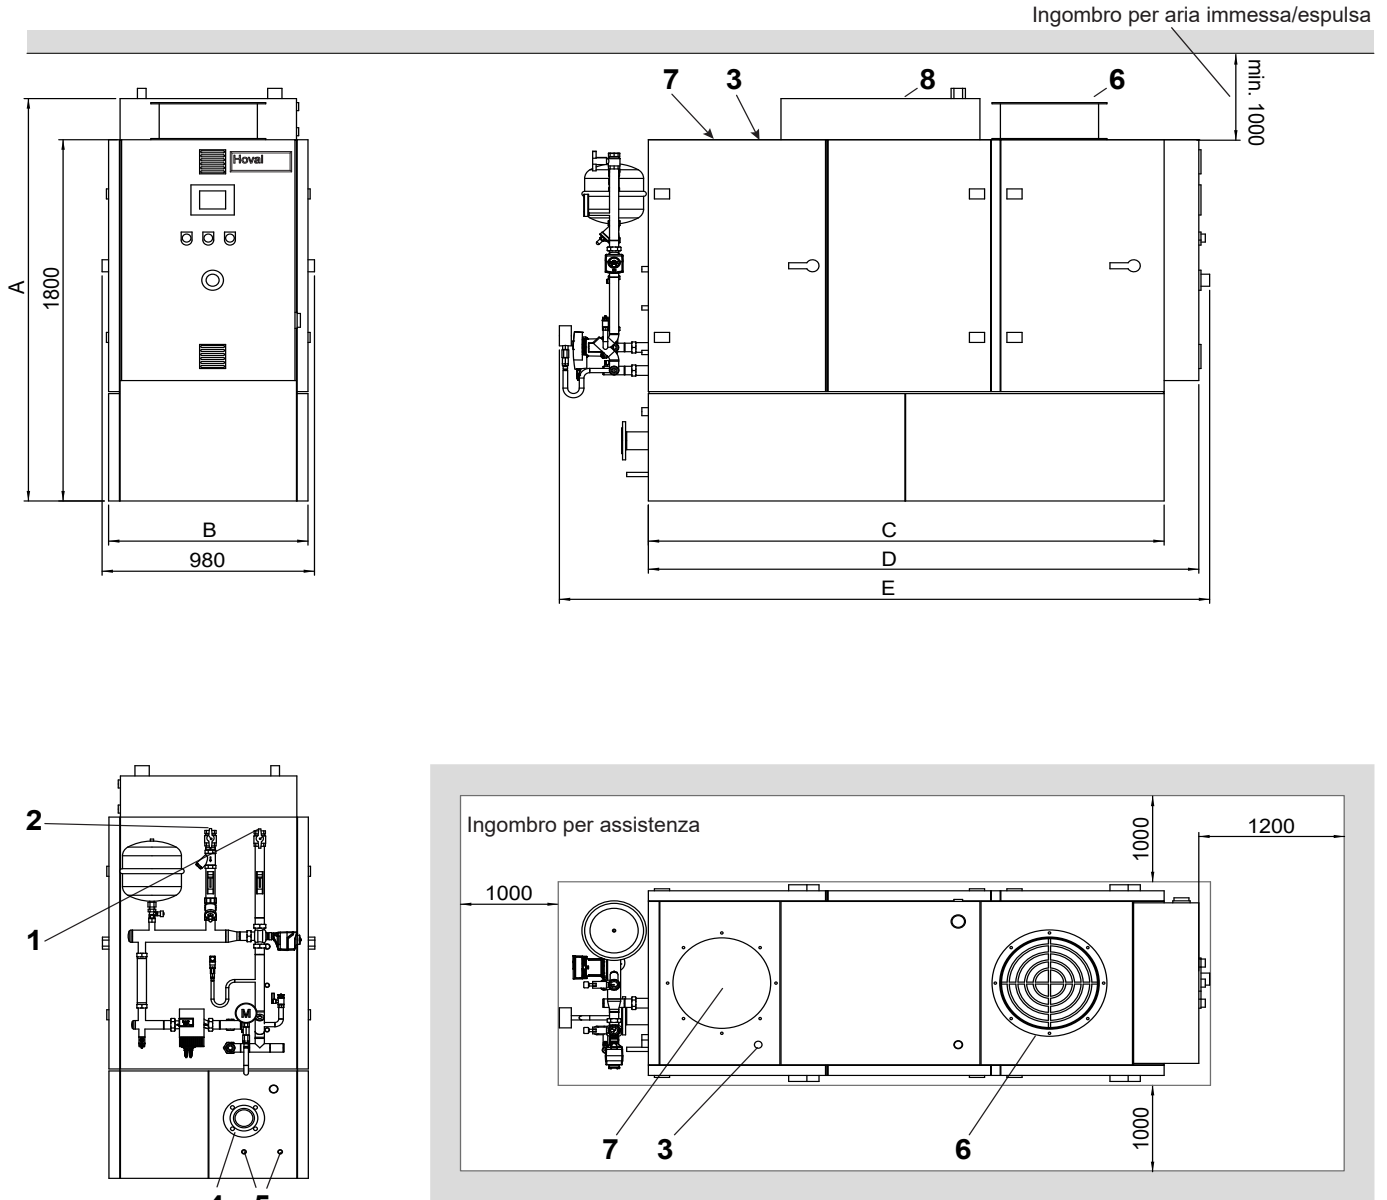 Ingombro per aria immessa/espulsa
7 3 8 6
min. 1000
Hoval
A
1800
B
980
C
D
E
2
1
M
4 5
Ingombro per assistenza
1000
1200
1000
7 3 6
1000